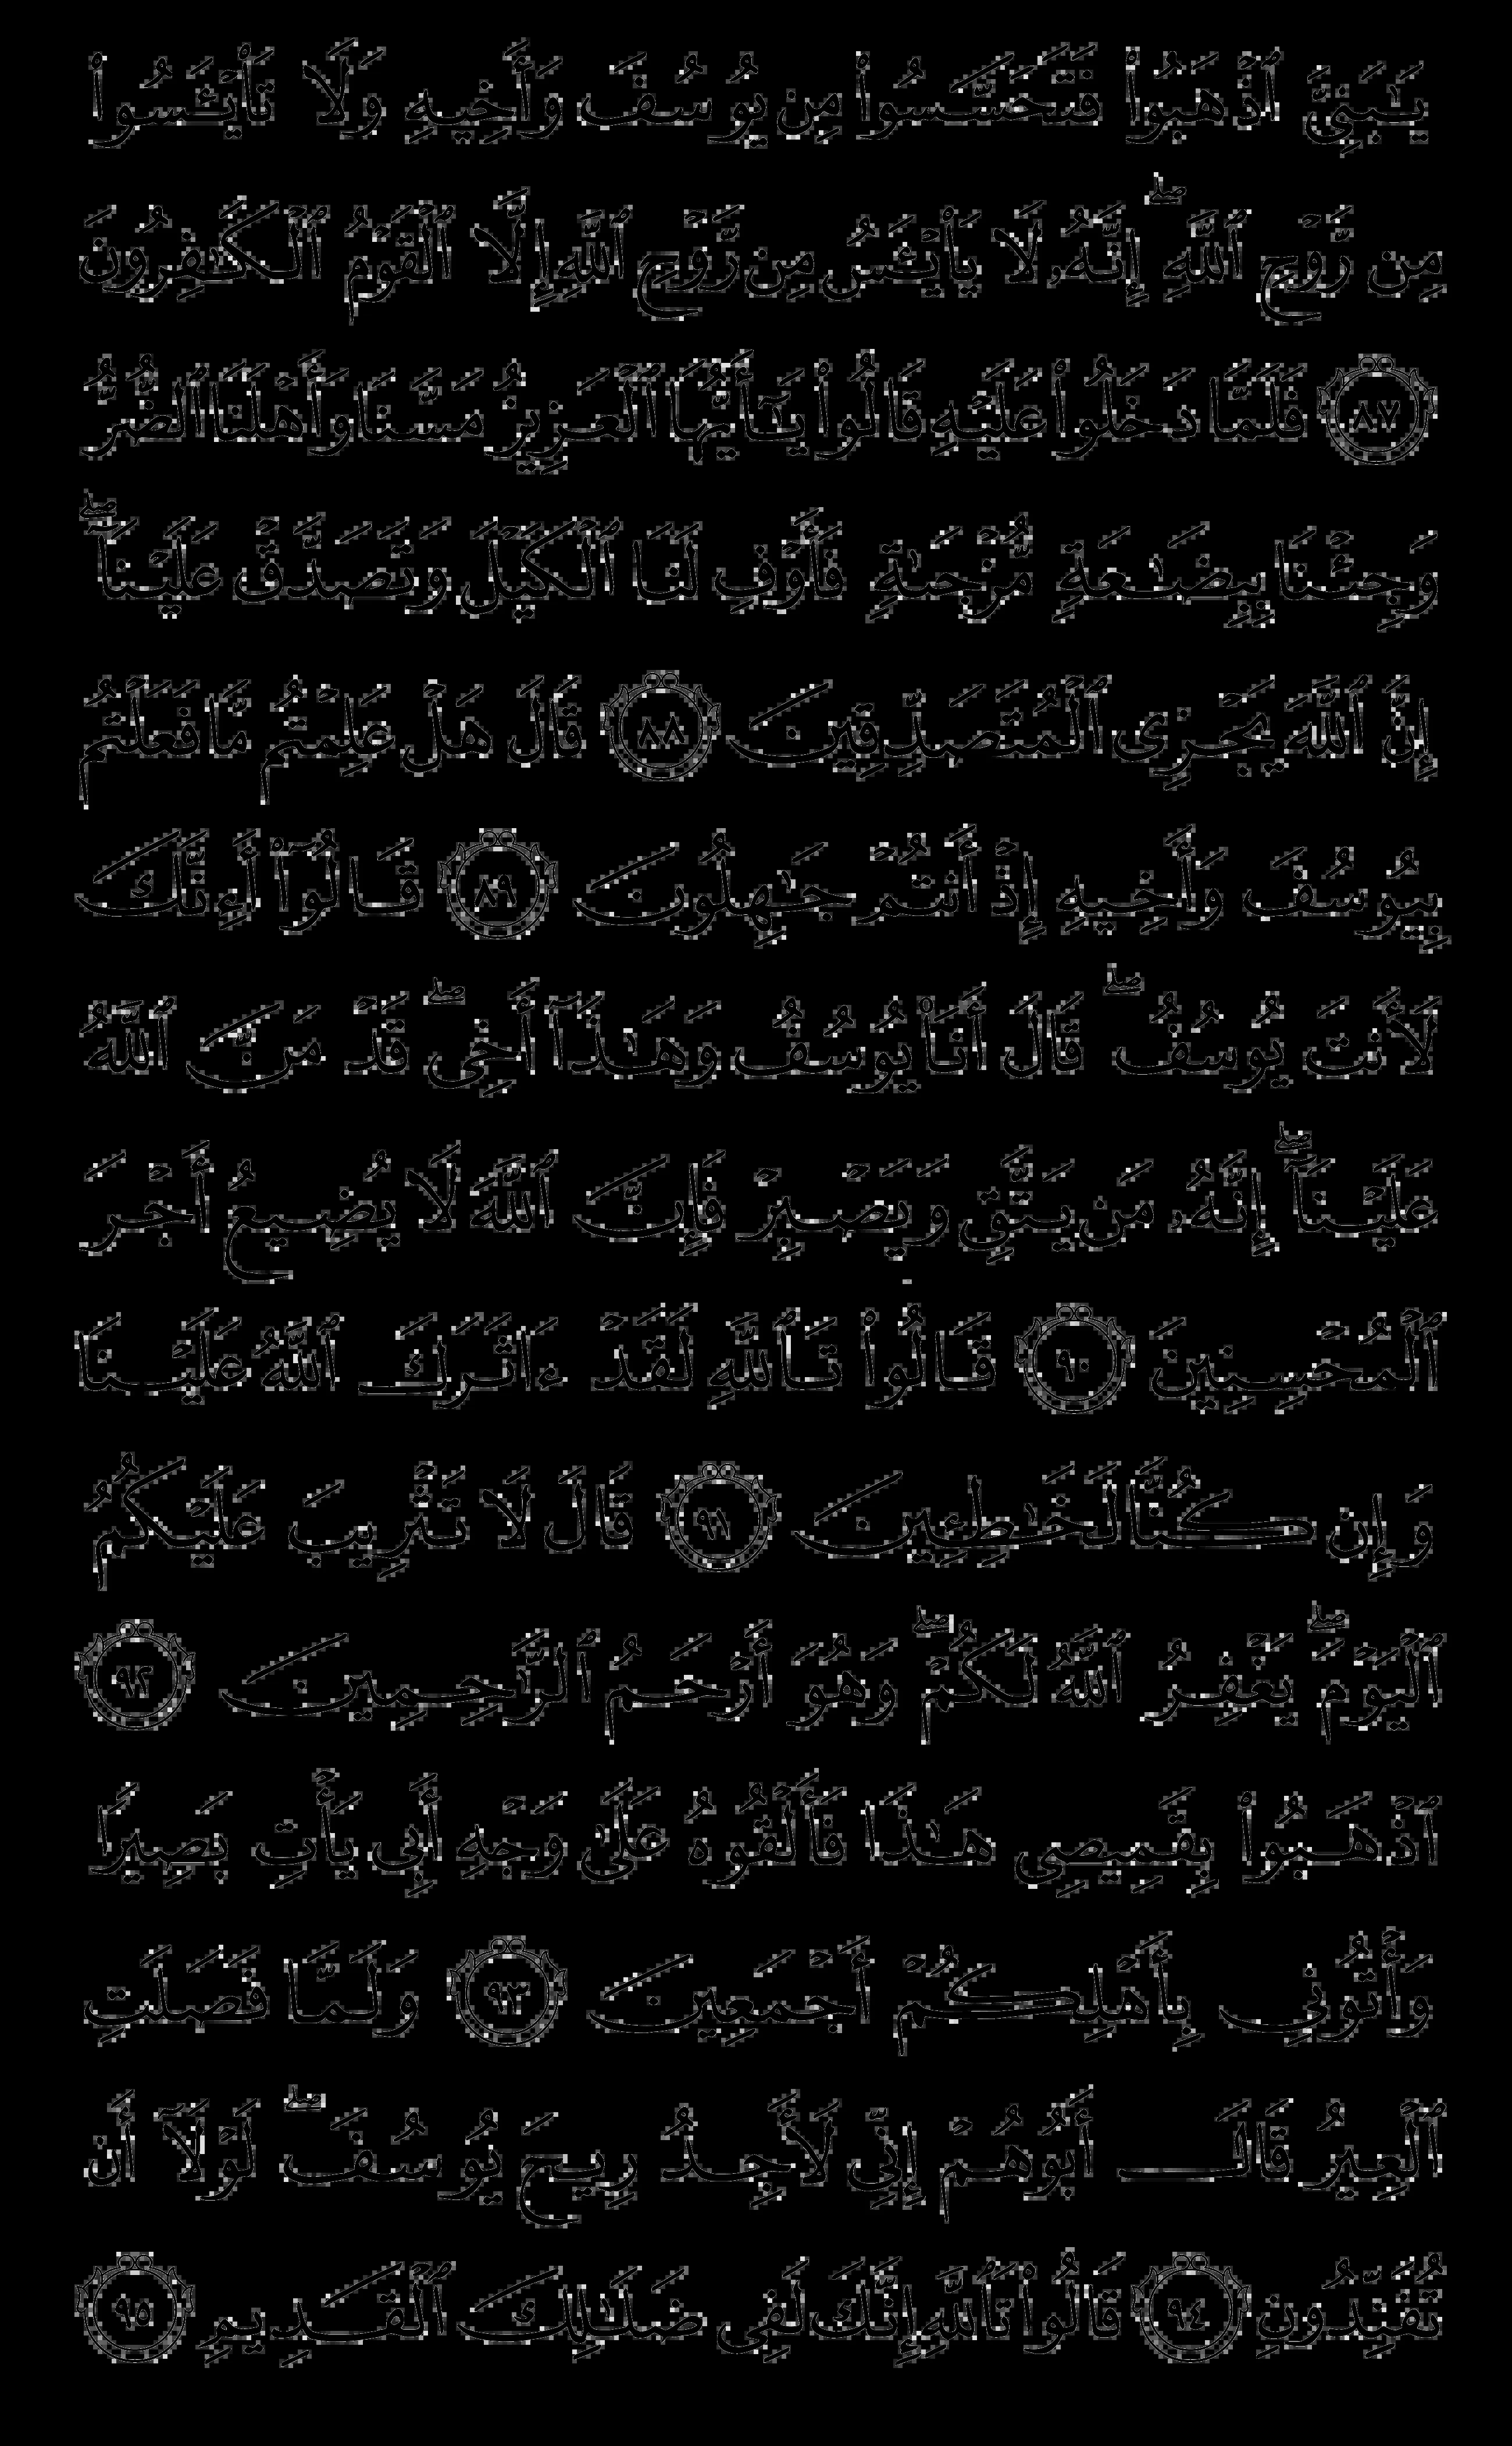 يَٰبَنِىَّ ٱذْهَبُوا۟ فَتَحَسَّسُوا۟ مِن يُوسُفَ وَأَخِيهِ وَلَا تَا۟يْـَٔسُوا۟
مِن رَّوْحِ ٱللَّهِ ۖ إِنَّهُۥ لَا يَا۟يْـَٔسُ مِن رَّوْحِ ٱللَّهِ إِلَّا ٱلْقَوْمُ ٱلْكَٰفِرُونَ
٨٧ فَلَمَّا دَخَلُوا۟ عَلَيْهِ قَالُوا۟ يَٰٓأَيُّهَا ٱلْعَزِيزُ مَسَّنَا وَأَهْلَنَا ٱلضُّرُّ
وَجِئْنَا بِبِضَٰعَةٍ مُّزْجَىٰةٍ فَأَوْفِ لَنَا ٱلْكَيْلَ وَتَصَدَّقْ عَلَيْنَآ ۖ
إِنَّ ٱللَّهَ يَجْزِى ٱلْمُتَصَدِّقِينَ ٨٨ قَالَ هَلْ عَلِمْتُم مَّا فَعَلْتُم
بِيُوسُفَ وَأَخِيهِ إِذْ أَنتُمْ جَٰهِلُونَ ٨٩ قَالُوٓا۟ أَءِنَّكَ
لَأَنتَ يُوسُفُ ۖ قَالَ أَنَا۠ يُوسُفُ وَهَٰذَآ أَخِى ۖ قَدْ مَنَّ ٱللَّهُ
عَلَيْنَآ ۖ إِنَّهُۥ مَن يَتَّقِ وَيَصْبِرْ فَإِنَّ ٱللَّهَ لَا يُضِيعُ أَجْرَ
ٱلْمُحْسِنِينَ ٩٠ قَالُوا۟ تَٱللَّهِ لَقَدْ ءَاثَرَكَ ٱللَّهُ عَلَيْنَا
وَإِن كُنَّا لَخَٰطِـِٔينَ ٩١ قَالَ لَا تَثْرِيبَ عَلَيْكُمُ
ٱلْيَوْمَ ۖ يَغْفِرُ ٱللَّهُ لَكُمْ ۖ وَهُوَ أَرْحَمُ ٱلرَّٰحِمِينَ ٩٢
ٱذْهَبُوا۟ بِقَمِيصِى هَٰذَا فَأَلْقُوهُ عَلَىٰ وَجْهِ أَبِى يَأْتِ بَصِيرًا
وَأْتُونِى بِأَهْلِكُمْ أَجْمَعِينَ ٩٣ وَلَمَّا فَصَلَتِ
ٱلْعِيرُ قَالَ أَبُوهُمْ إِنِّى لَأَجِدُ رِيحَ يُوسُفَ ۖ لَوْلَآ أَن
تُفَنِّدُونِ ٩٤ قَالُوا۟ تَٱللَّهِ إِنَّكَ لَفِى ضَلَٰلِكَ ٱلْقَدِيمِ ٩٥